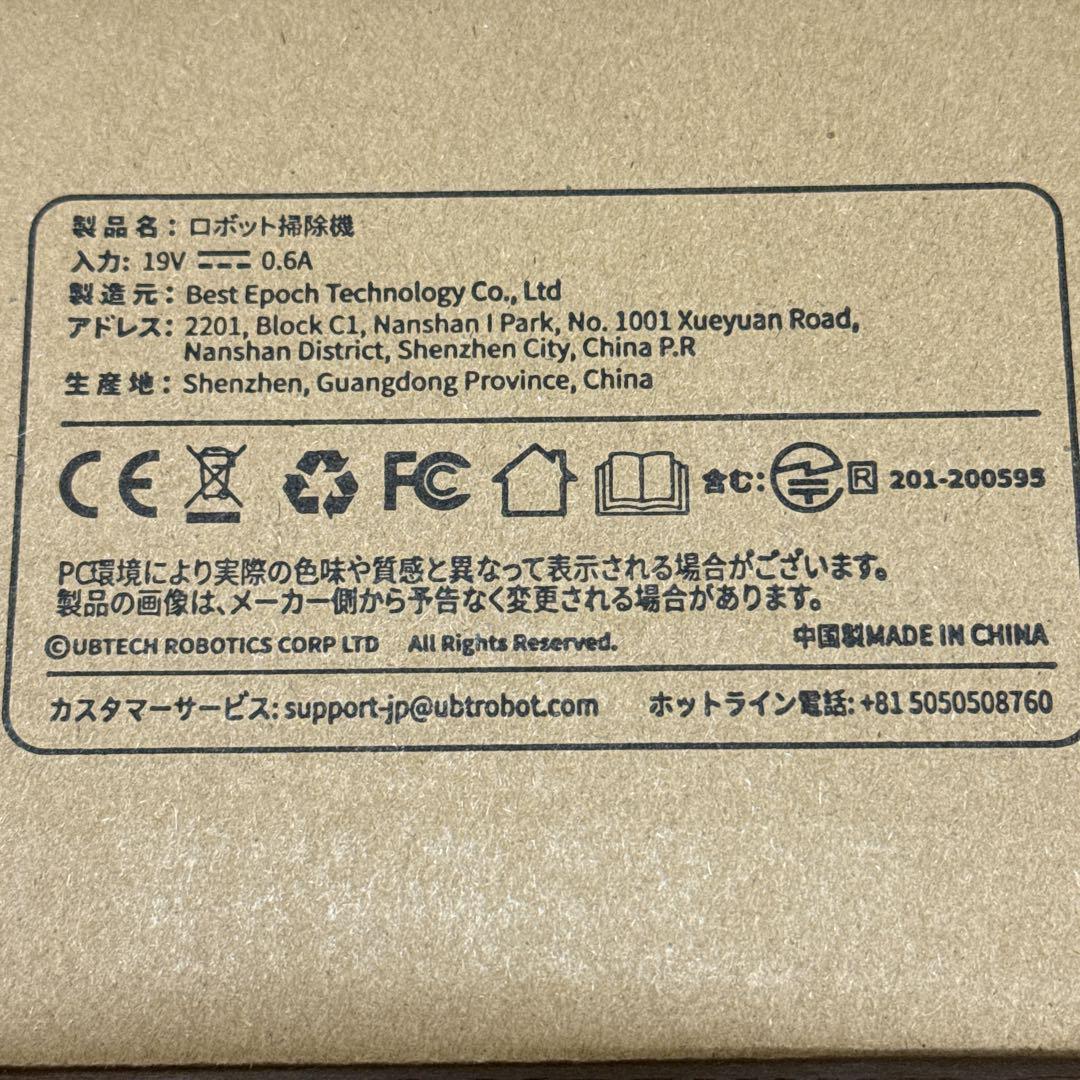 製品名：ロボット掃除機
入力: 19V ⎓ 0.6A
製造元：Best Epoch Technology Co., Ltd
アドレス：2201, Block C1, Nanshan I Park, No. 1001 Xueyuan Road,
Nanshan District, Shenzhen City, China P.R
生産地：Shenzhen, Guangdong Province, China
CE FC 含む: R 201-200595
PC環境により実際の色味や質感と異なって表示される場合がございます。
製品の画像は、メーカー側から予告なく変更される場合があります。
©UBTECH ROBOTICS CORP LTD All Rights Reserved. 中国製MADE IN CHINA
カスタマーサービス: support-jp@ubtrobot.com ホットライン電話: +81 5050508760